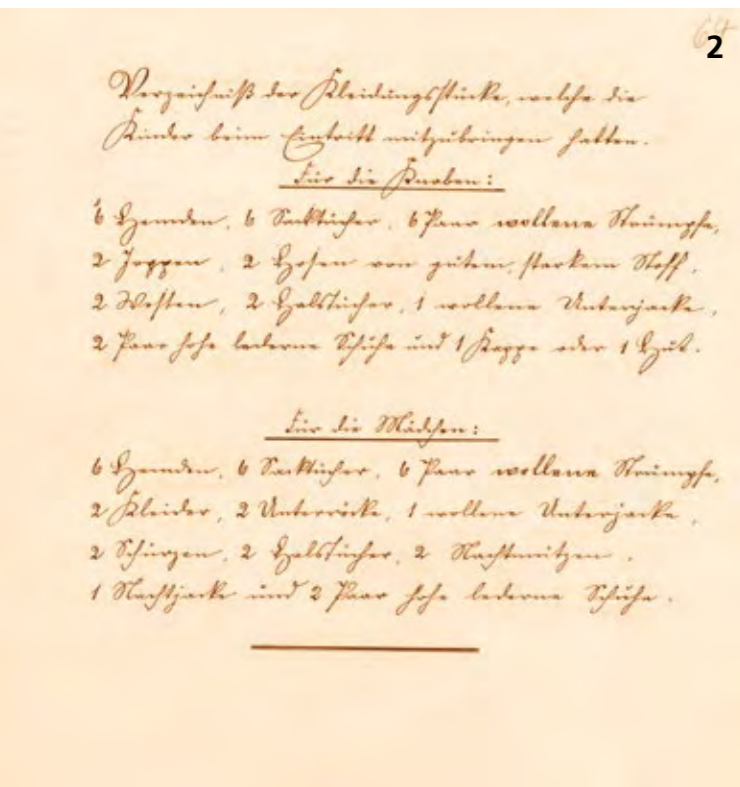 64
2
Verzeichniß der Kleidungsstücke, welche die
Kinder beim Eintritt mitzubringen hatten.
Für die Knaben:
6 Hemden, 6 Sacktücher, 6 Paar wollene Strümpfe,
2 Joppen, 2 Hosen von gutem, starkem Stoff,
2 Westen, 2 Halstücher, 1 wollene Unterjacke,
2 Paar hohe lederne Schuhe und 1 Kappe oder 1 Hut.
Für die Mädchen:
6 Hemden, 6 Sacktücher, 6 Paar wollene Strümpfe,
2 Kleider, 2 Unterröcke, 1 wollene Unterjacke,
2 Schürzen, 2 Halstücher, 2 Nachtmützen,
1 Nachtjacke und 2 Paar hohe lederne Schuhe.